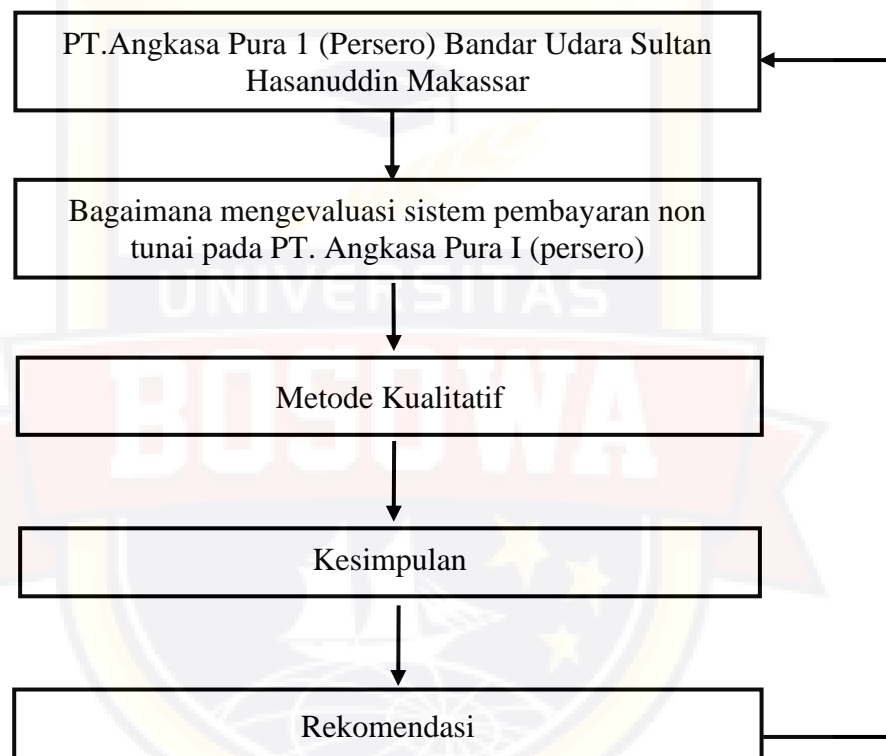 PT.Angkasa Pura 1 (Persero) Bandar Udara Sultan
Hasanuddin Makassar
Bagaimana mengevaluasi sistem pembayaran non
tunai pada PT. Angkasa Pura I (persero)
UNIVERSITAS
BOSOWA
Metode Kualitatif
Kesimpulan
Rekomendasi